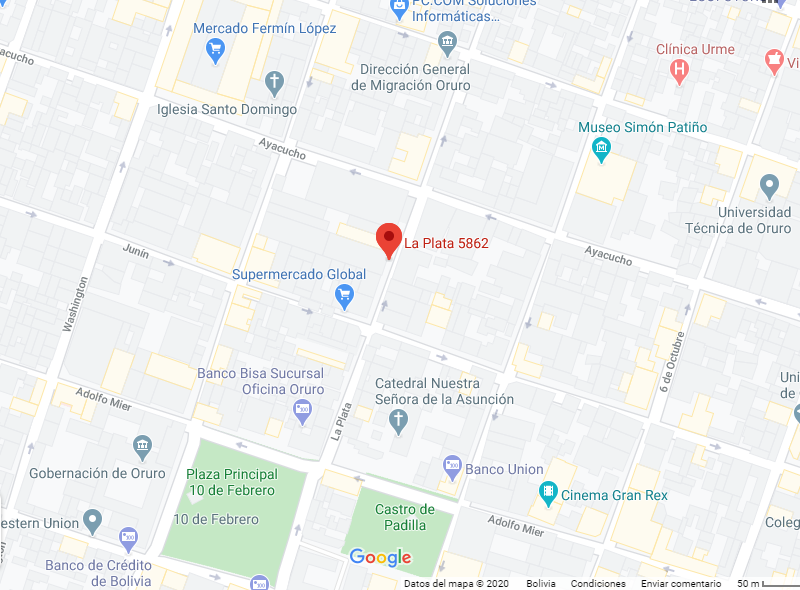 PC.COM Soluciones
Informáticas...
Mercado Fermín López
Clínica Urme
Dirección General
de Migración Oruro
Iglesia Santo Domingo
Museo Simón Patiño
Ayacucho
Universidad
Técnica de Oruro
La Plata 5862
Junín
Ayacucho
Supermercado Global
Washington
6 de Octubre
Banco Bisa Sucursal
Oficina Oruro
Catedral Nuestra
Señora de la Asunción
Adolfo Mier
La Plata
Gobernación de Oruro
Plaza Principal
10 de Febrero
Banco Union
Cinema Gran Rex
10 de Febrero
Castro de
Padilla
Adolfo Mier
Banco de Crédito
de Bolivia
Google
Datos del mapa © 2020 Bolivia Condiciones Enviar comentario 50 m